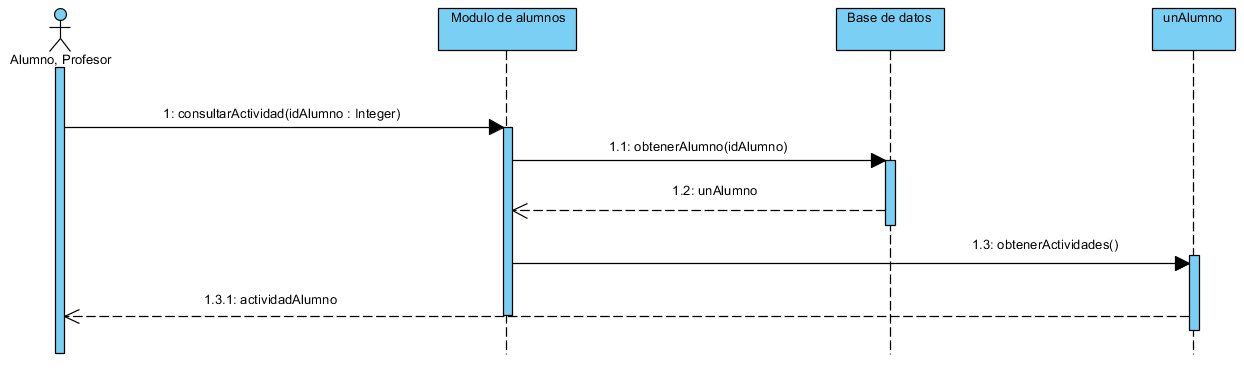 Modulo de alumnos
Base de datos
unAlumno
Alumno, Profesor
1: consultarActividad(idAlumno : Integer)
1.1: obtenerAlumno(idAlumno)
1.2: unAlumno
1.3: obtenerActividades()
1.3.1: actividadAlumno